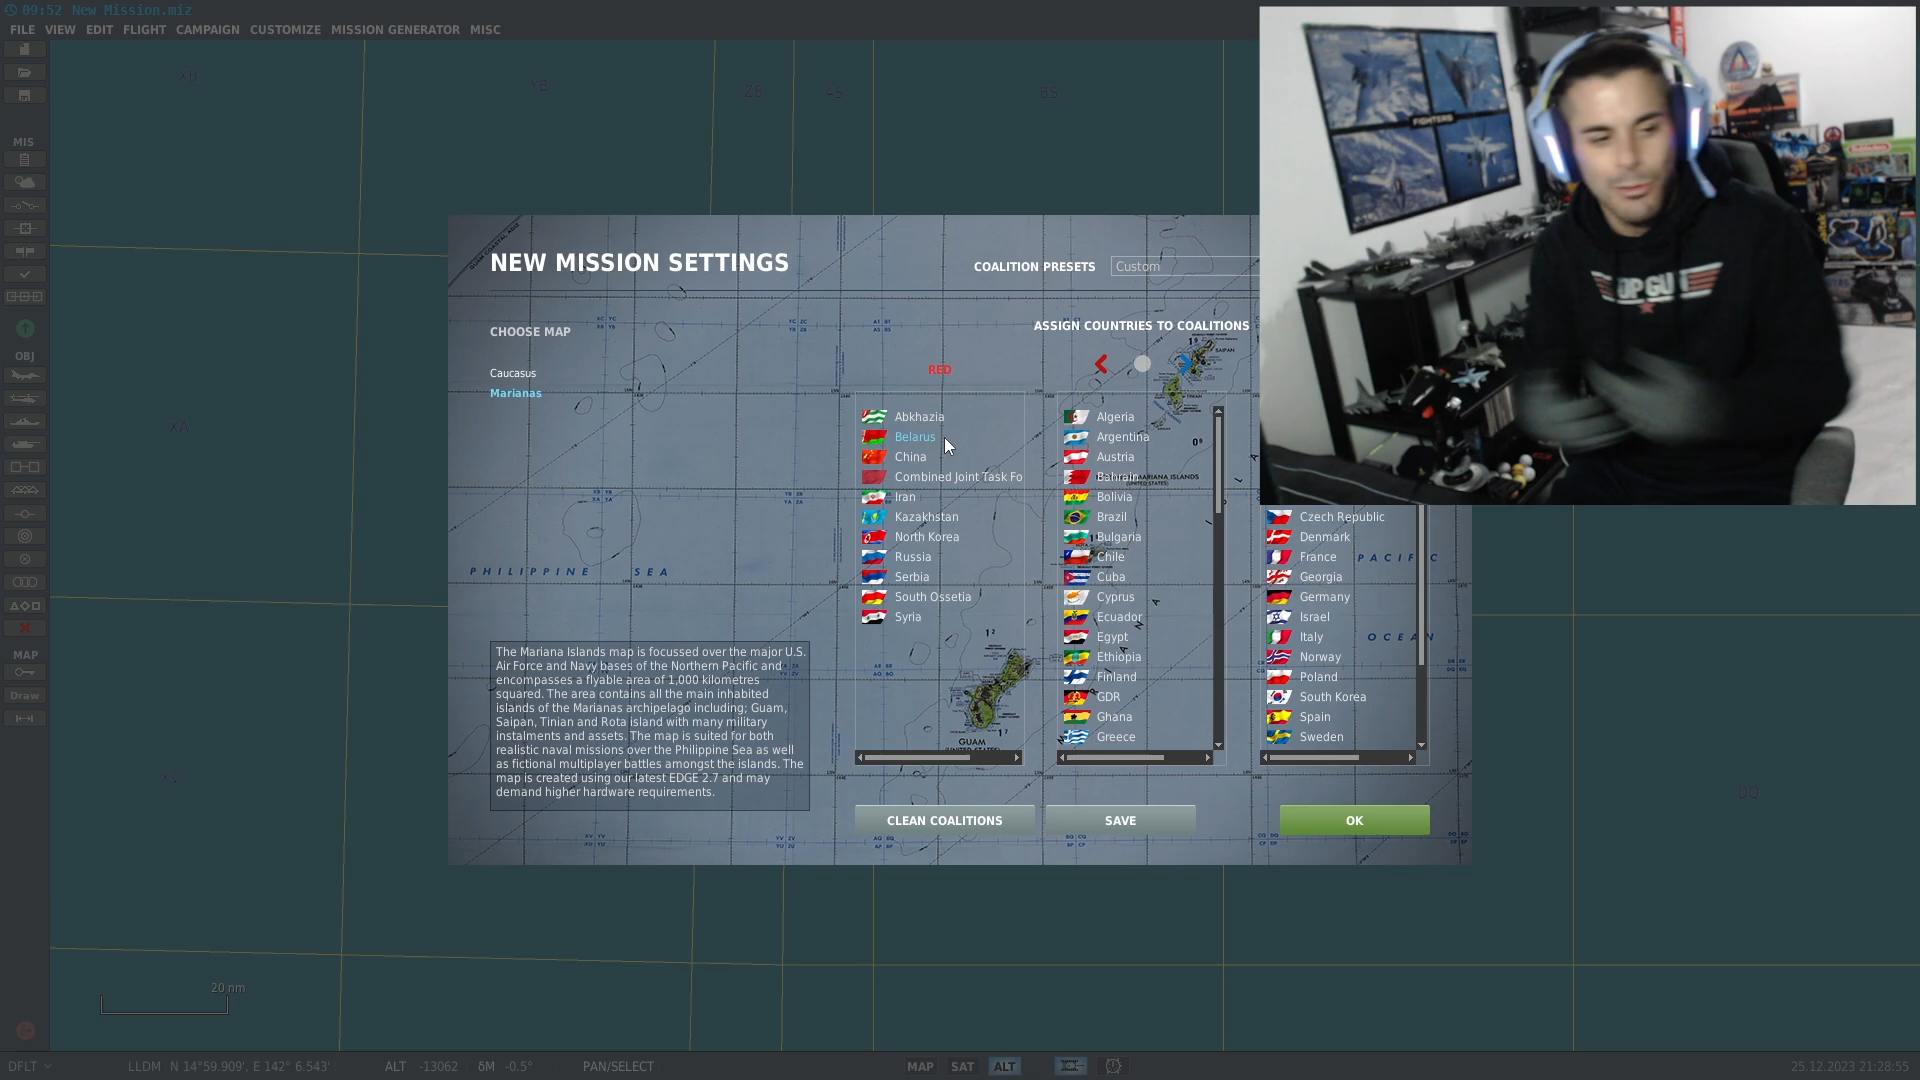 09:52 New Mission.miz
FILE VIEW EDIT FLIGHT CAMPAIGN CUSTOMIZE MISSION GENERATOR MISC
XB
YB
ZB
4S
BS
FIGHTERS
MIS
NEW MISSION SETTINGS
COALITION PRESETS
Custom
CHOOSE MAP
ASSIGN COUNTRIES TO COALITIONS
SAIPAN
OBJ
RED
Caucasus
Marianas
Abkhazia
Belarus
China
Combined Joint Task Fo
Iran
Kazakhstan
North Korea
Russia
Serbia
South Ossetia
Syria
Algeria
Argentina
Austria
Bahrain
Bolivia
Brazil
Bulgaria
Chile
Cuba
Cyprus
Ecuador
Egypt
Ethiopia
Finland
GDR
Ghana
Greece
Czech Republic
Denmark
France
Georgia
Germany
Israel
Italy
Norway
Poland
South Korea
Spain
Sweden
XA
PHILIPPINE SEA
PACIFIC
OCEAN
MAP
Draw
The Mariana Islands map is focussed over the major U.S.
Air Force and Navy bases of the Northern Pacific and
encompasses a flyable area of 1,000 kilometres
squared. The area contains all the main inhabited
islands of the Marianas archipelago including; Guam,
Saipan, Tinian and Rota island with many military
instalments and assets. The map is suited for both
realistic naval missions over the Philippine Sea as well
as fictional multiplayer battles amongst the islands. The
map is created using our latest EDGE 2.7 and may
demand higher hardware requirements.
GUAM
CLEAN COALITIONS
SAVE
OK
20 nm
DFLT
LLDM N 14°59.909', E 142° 6.543'
ALT -13062
δM -0.5°
PAN/SELECT
MAP SAT ALT
25.12.2023 21:28:55